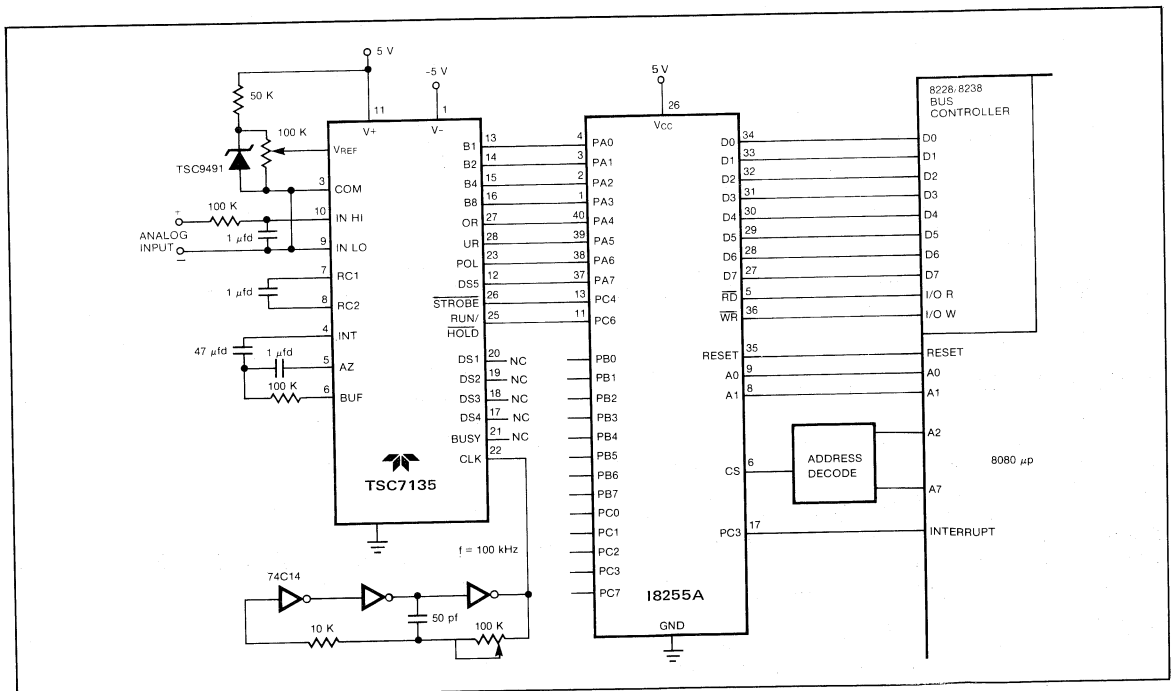 5 V
-5 V
5 V
50 K
11
V+
1
V–
26
VCC
8228/8238
BUS
CONTROLLER
100 K
VREF
TSC9491
3
COM
100 K
10
IN HI
+
ANALOG
INPUT
–
1 µfd
9
IN LO
7
RC1
1 µfd
8
RC2
4
INT
47 µfd
1 µfd
5
AZ
100 K
6
BUF
B1
13
B2
14
B4
15
B8
16
OR
27
UR
28
POL
23
DS5
12
STROBE
26
RUN/
HOLD
25
DS1
20
NC
DS2
19
NC
DS3
18
NC
DS4
17
NC
BUSY
21
NC
CLK
22
TSC7135
4
PA0
3
PA1
2
PA2
1
PA3
40
PA4
39
PA5
38
PA6
37
PA7
13
PC4
11
PC6
PB0
PB1
PB2
PB3
PB4
PB5
PB6
PB7
PC0
PC1
PC2
PC3
PC7
D0
34
D0
D1
33
D1
D2
32
D2
D3
31
D3
D4
30
D4
D5
29
D5
D6
28
D6
D7
27
D7
RD
5
I/O R
WR
36
I/O W
RESET
35
RESET
A0
9
A0
A1
8
A1
CS
6
ADDRESS
DECODE
A2
A7
8080 µp
PC3
17
INTERRUPT
I8255A
GND
f = 100 kHz
74C14
50 pf
10 K
100 K